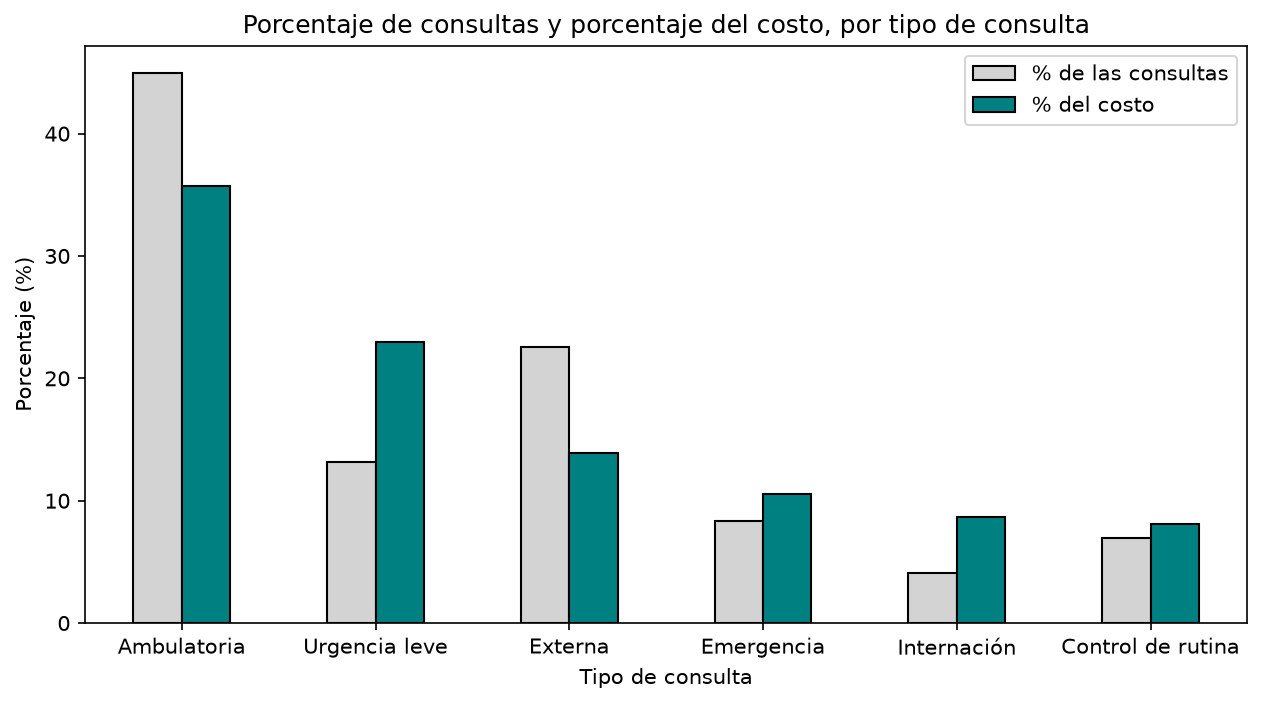 Porcentaje de consultas y porcentaje del costo, por tipo de consulta
% de las consultas
% del costo
Porcentaje (%)
40
30
20
10
0
Ambulatoria
Urgencia leve
Externa
Emergencia
Internación
Control de rutina
Tipo de consulta